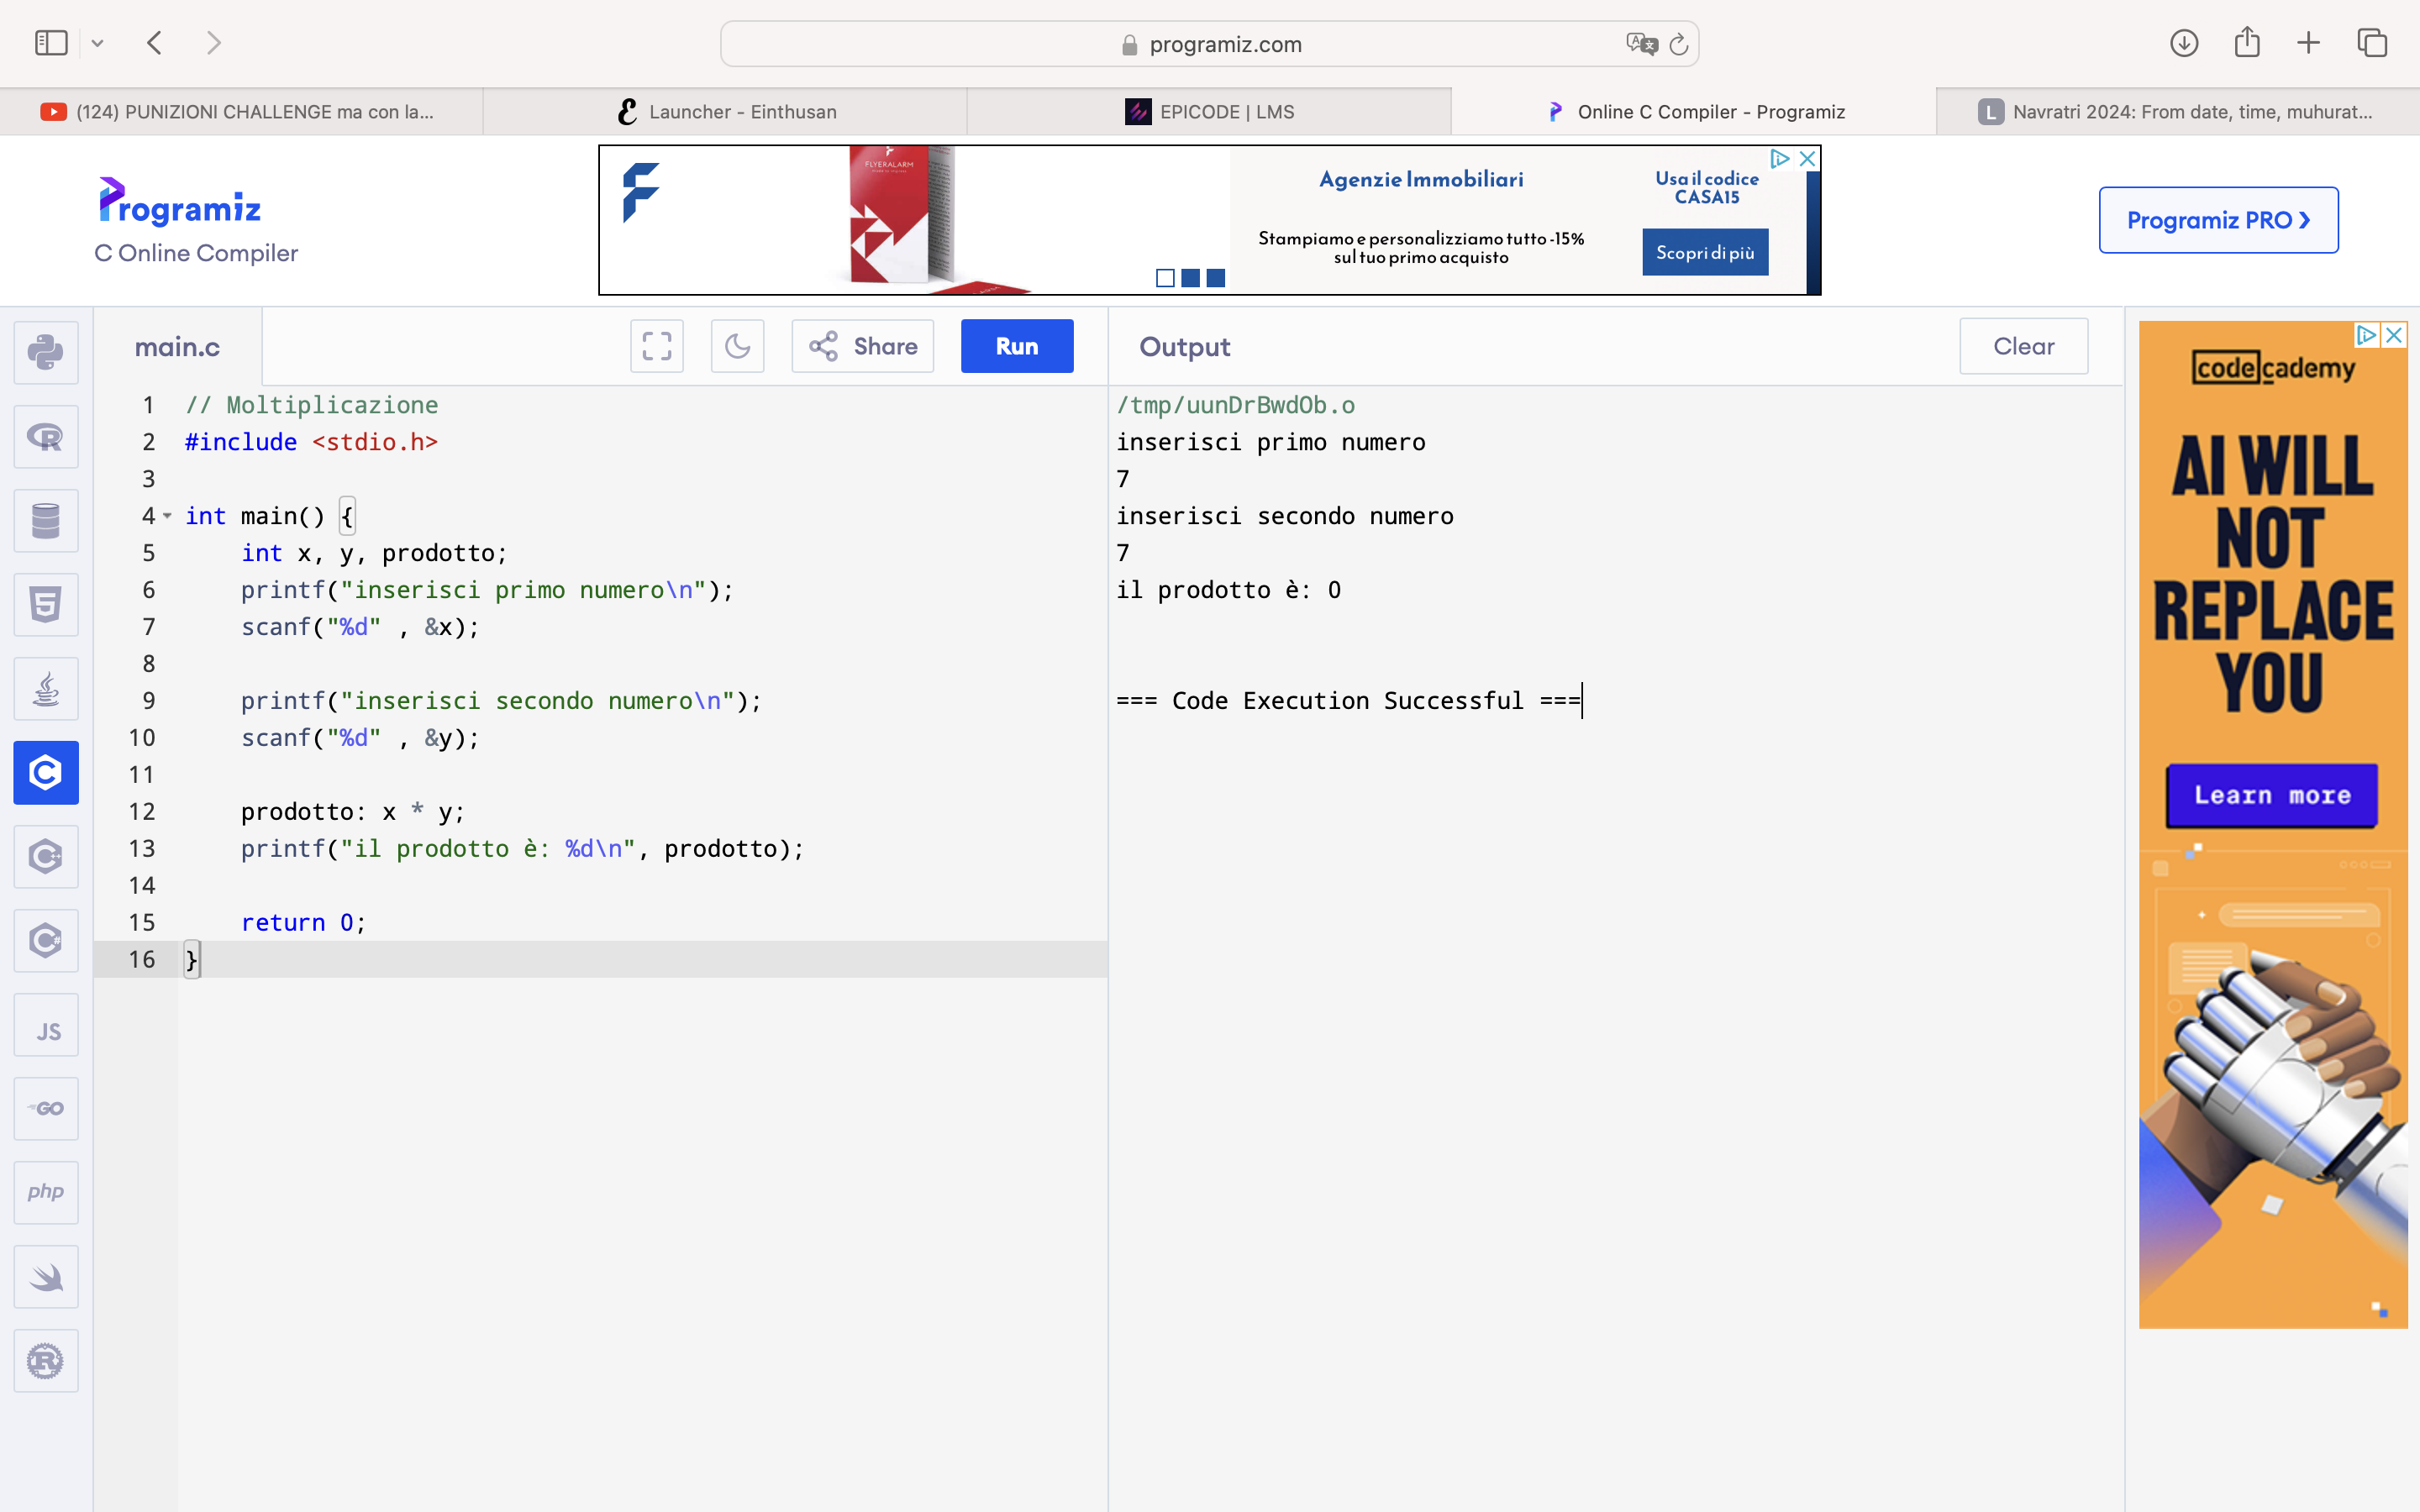 programiz.com
(124) PUNIZIONI CHALLENGE ma con la...
Launcher - Einthusan
EPICODE | LMS
Online C Compiler - Programiz
L
Navratri 2024: From date, time, muhurat...
Programiz
C Online Compiler
FLYERALARM
Agenzie Immobiliari
Stampiamo e personalizziamo tutto -15%
sul tuo primo acquisto
Usa il codice
CASA15
Scopri di più
Programiz PRO ❯
main.c
Share
Run
Output
Clear
1 // Moltiplicazione
2 #include <stdio.h>
3
4 int main() {
5 int x, y, prodotto;
6 printf("inserisci primo numero\n");
7 scanf("%d" , &x);
8
9 printf("inserisci secondo numero\n");
10 scanf("%d" , &y);
11
12 prodotto: x * y;
13 printf("il prodotto è: %d\n", prodotto);
14
15 return 0;
16 }
/tmp/uunDrBwdOb.o
inserisci primo numero
7
inserisci secondo numero
7
il prodotto è: 0
=== Code Execution Successful ===
R
5
C
C
C#
JS
GO
php
R
codecademy
AI WILL
NOT
REPLACE
YOU
Learn more